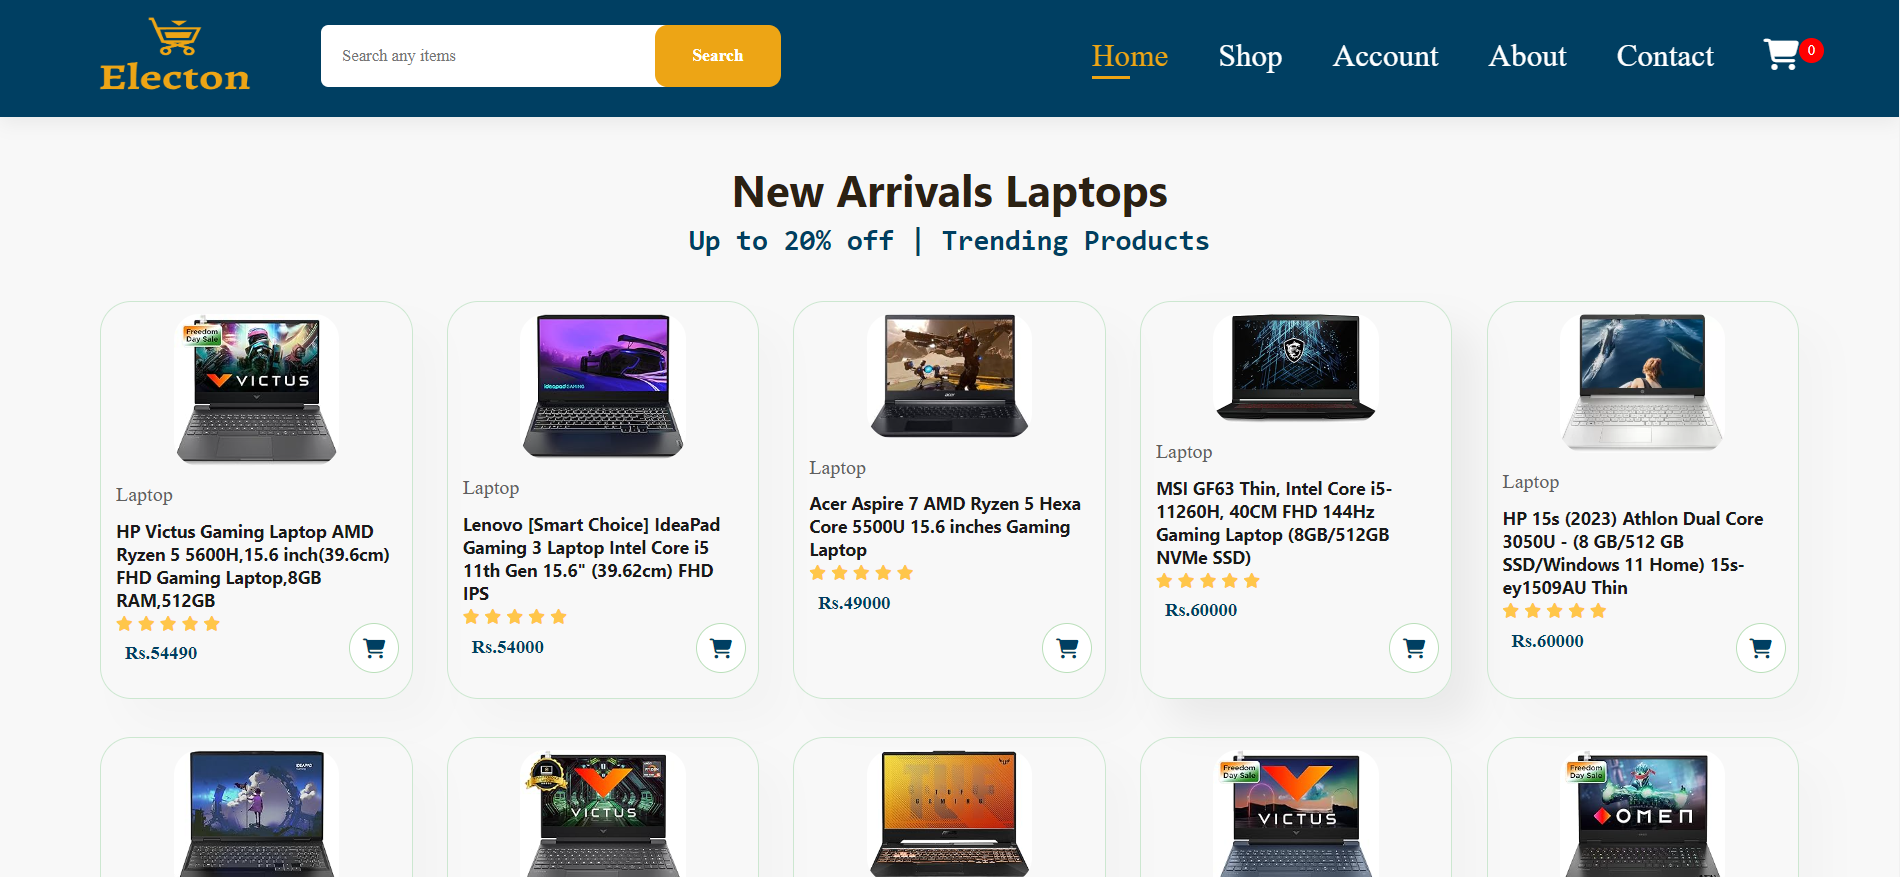 Electon
Search any items
Search
Home
Shop
Account
About
Contact
0
New Arrivals Laptops
Up to 20% off | Trending Products
Freedom
Day Sale
VICTUS
Laptop
HP Victus Gaming Laptop AMD
Ryzen 5 5600H,15.6 inch(39.6cm)
FHD Gaming Laptop,8GB
RAM,512GB
Rs.54490
ideapad GAMING
Laptop
Lenovo [Smart Choice] IdeaPad
Gaming 3 Laptop Intel Core i5
11th Gen 15.6" (39.62cm) FHD
IPS
Rs.54000
acer
Laptop
Acer Aspire 7 AMD Ryzen 5 Hexa
Core 5500U 15.6 inches Gaming
Laptop
Rs.49000
Laptop
MSI GF63 Thin, Intel Core i5-
11260H, 40CM FHD 144Hz
Gaming Laptop (8GB/512GB
NVMe SSD)
Rs.60000
Laptop
HP 15s (2023) Athlon Dual Core
3050U - (8 GB/512 GB
SSD/Windows 11 Home) 15s-
ey1509AU Thin
Rs.60000
VICTUS
TUF
GAMING
Freedom
Day Sale
VICTUS
Freedom
Day Sale
OMEN